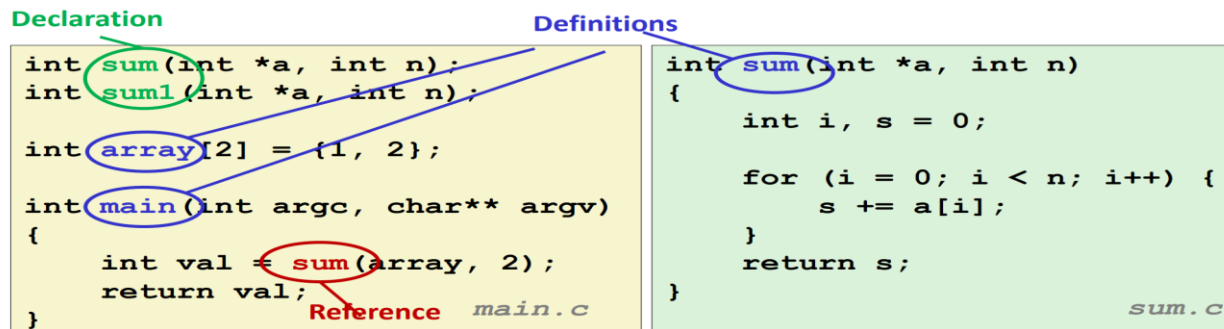 Declaration
Definitions
int sum(int *a, int n);
int sum1(int *a, int n);
int array[2] = {1, 2};
int main(int argc, char** argv)
{
    int val = sum(array, 2);
    return val;
}
Reference
main.c
int sum(int *a, int n)
{
    int i, s = 0;
    for (i = 0; i < n; i++) {
        s += a[i];
    }
    return s;
}
sum.c